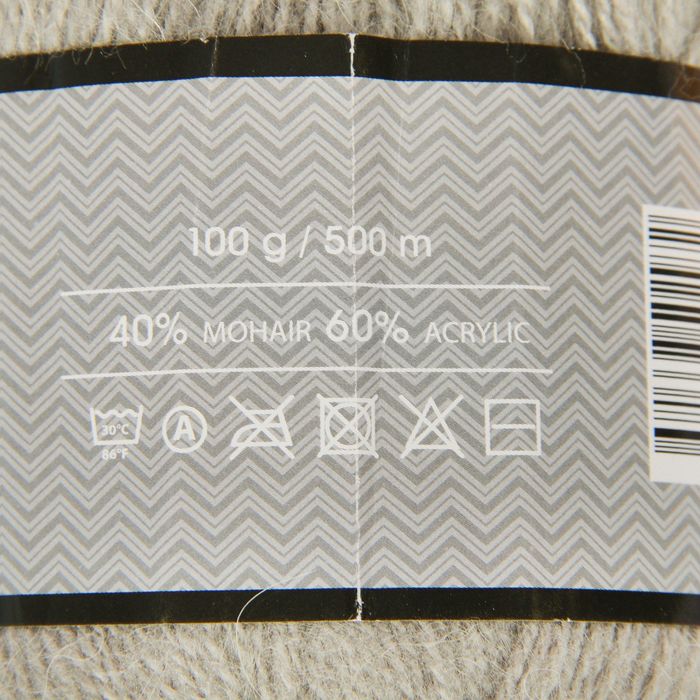 100 g / 500 m
40% MOHAIR 60% ACRYLIC
30°C A
86°F